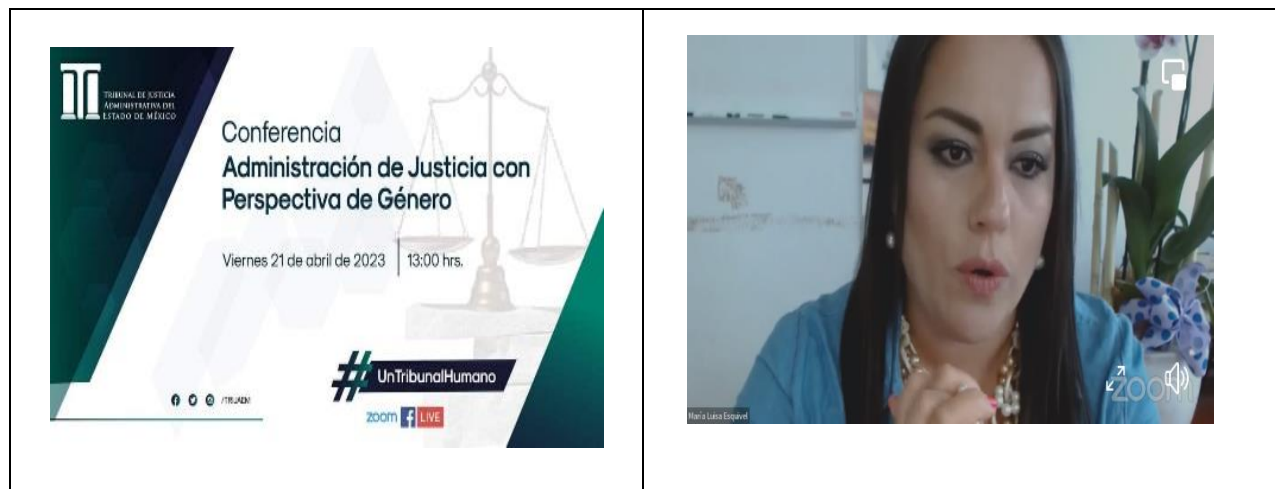 TRIBUNAL DE JUSTICIA
ADMINISTRATIVA DEL
ESTADO DE MÉXICO
Conferencia
Administración de Justicia con
Perspectiva de Género
Viernes 21 de abril de 2023
13:00 hrs.
#UnTribunalHumano
/TRIJAEM
zoom f LIVE
zoom
María Luisa Esquivel